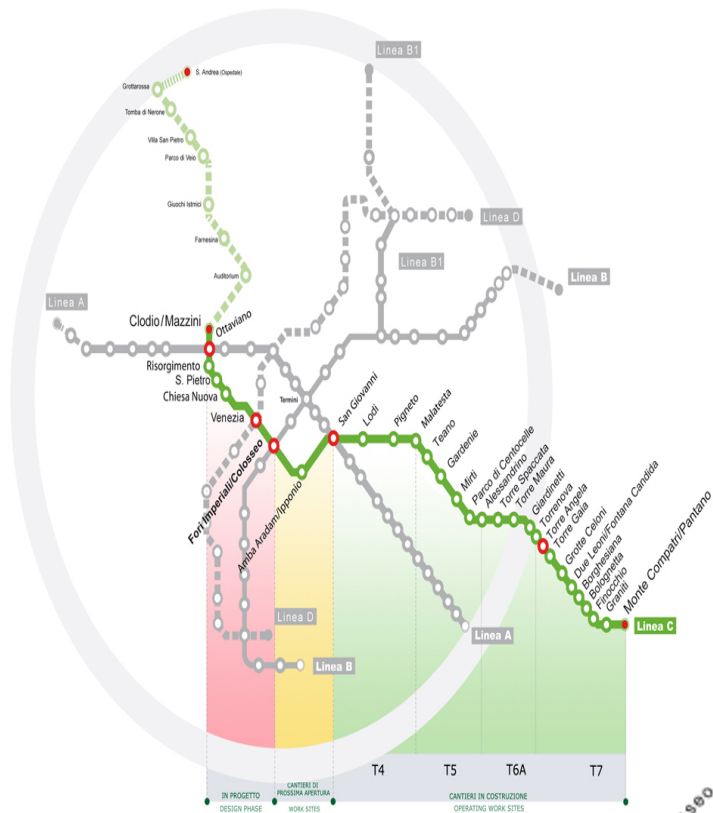 Linea B1
S. Andrea (Ospedale)
Grottarossa
Tomba di Nerone
Villa San Pietro
Parco di Veio
Giuochi Istmici
Linea D
Farnesina
Linea B1
Auditorium
Linea B
Linea A
Clodio/Mazzini
Ottaviano
Risorgimento
S. Pietro
Chiesa Nuova
Termini
Venezia
Fori Imperiali/Colosseo
Amba Aradam/Ipponio
San Giovanni
Lodi
Pigneto
Malatesta
Teano
Gardenie
Mirti
Parco di Centocelle
Alessandrino
Torre Spaccata
Torre Maura
Giardinetti
Torrenova
Torre Angela
Torre Gaia
Grotte Celoni
Due Leoni/Fontana Candida
Borghesiana
Bolognetta
Finocchio
Graniti
Monte Compatri/Pantano
Linea D
Linea A
Linea C
Linea B
T4
T5
T6A
T7
IN PROGETTO
DESIGN PHASE
CANTIERI DI
PROSSIMA APERTURA
WORK SITES
CANTIERI IN COSTRUZIONE
OPERATING WORK SITES
seo